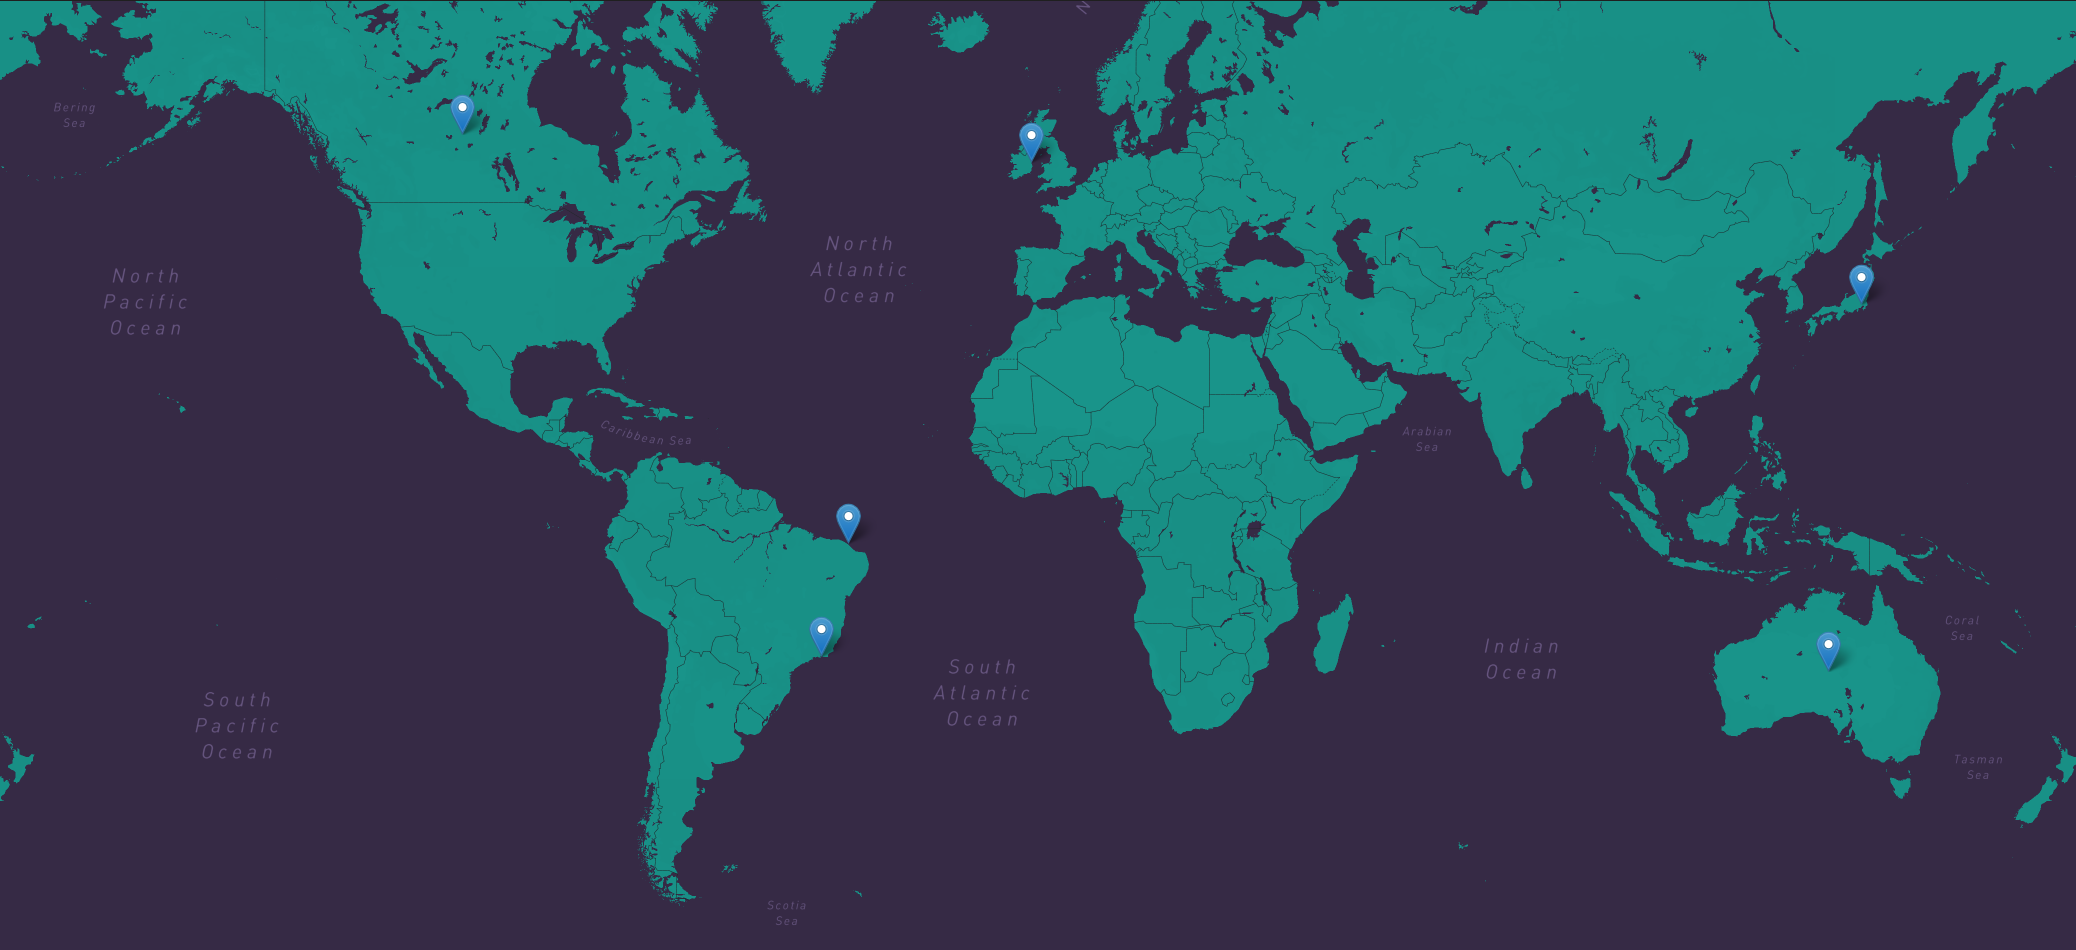 N
Bering
Sea
North
Atlantic
Ocean
North
Pacific
Ocean
Caribbean Sea
Arabian
Sea
Coral
Sea
Indian
Ocean
South
Atlantic
Ocean
South
Pacific
Ocean
Tasman
Sea
Scotia
Sea